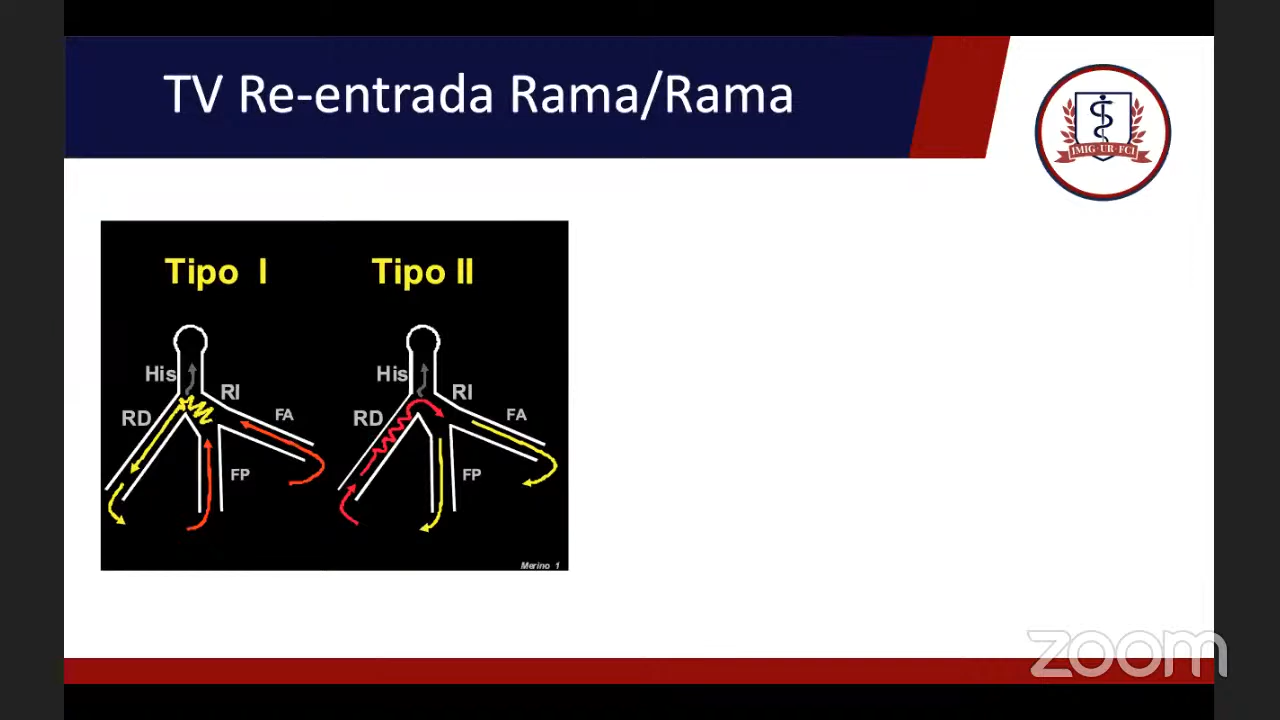 TV Re-entrada Rama/Rama
IMIG·UR·FCI
Tipo I
Tipo II
His
RI
RD
FA
FP
His
RI
RD
FA
FP
Merino 1
zoom